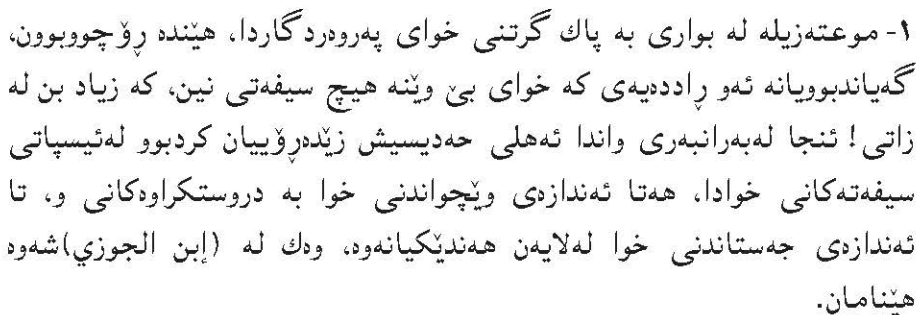 ١- موعتەزیلە لە بواری بە پاك گرتنی خوای پەروەردگاردا، هێندە ڕۆچووبوون،
گەیاندبوویانە ئەو ڕاددەیەی کە خوای بێ وێنە هیچ سیفەتی نین، کە زیاد بن لە
زاتی! ئنجا لەبەرانبەری واندا ئەهلی حەدیسیش زێدەڕۆییان کردبوو لەئیسپاتی
سیفەتەکانی خوادا، هەتا ئەندازەی وێچواندنی خوا بە دروستکراوەکانی و، تا
ئەندازەی جەستاندنی خوا لەلایەن هەندێکیانەوە، وەك لە (إبن الجوزي)شەوە
هێنامان.